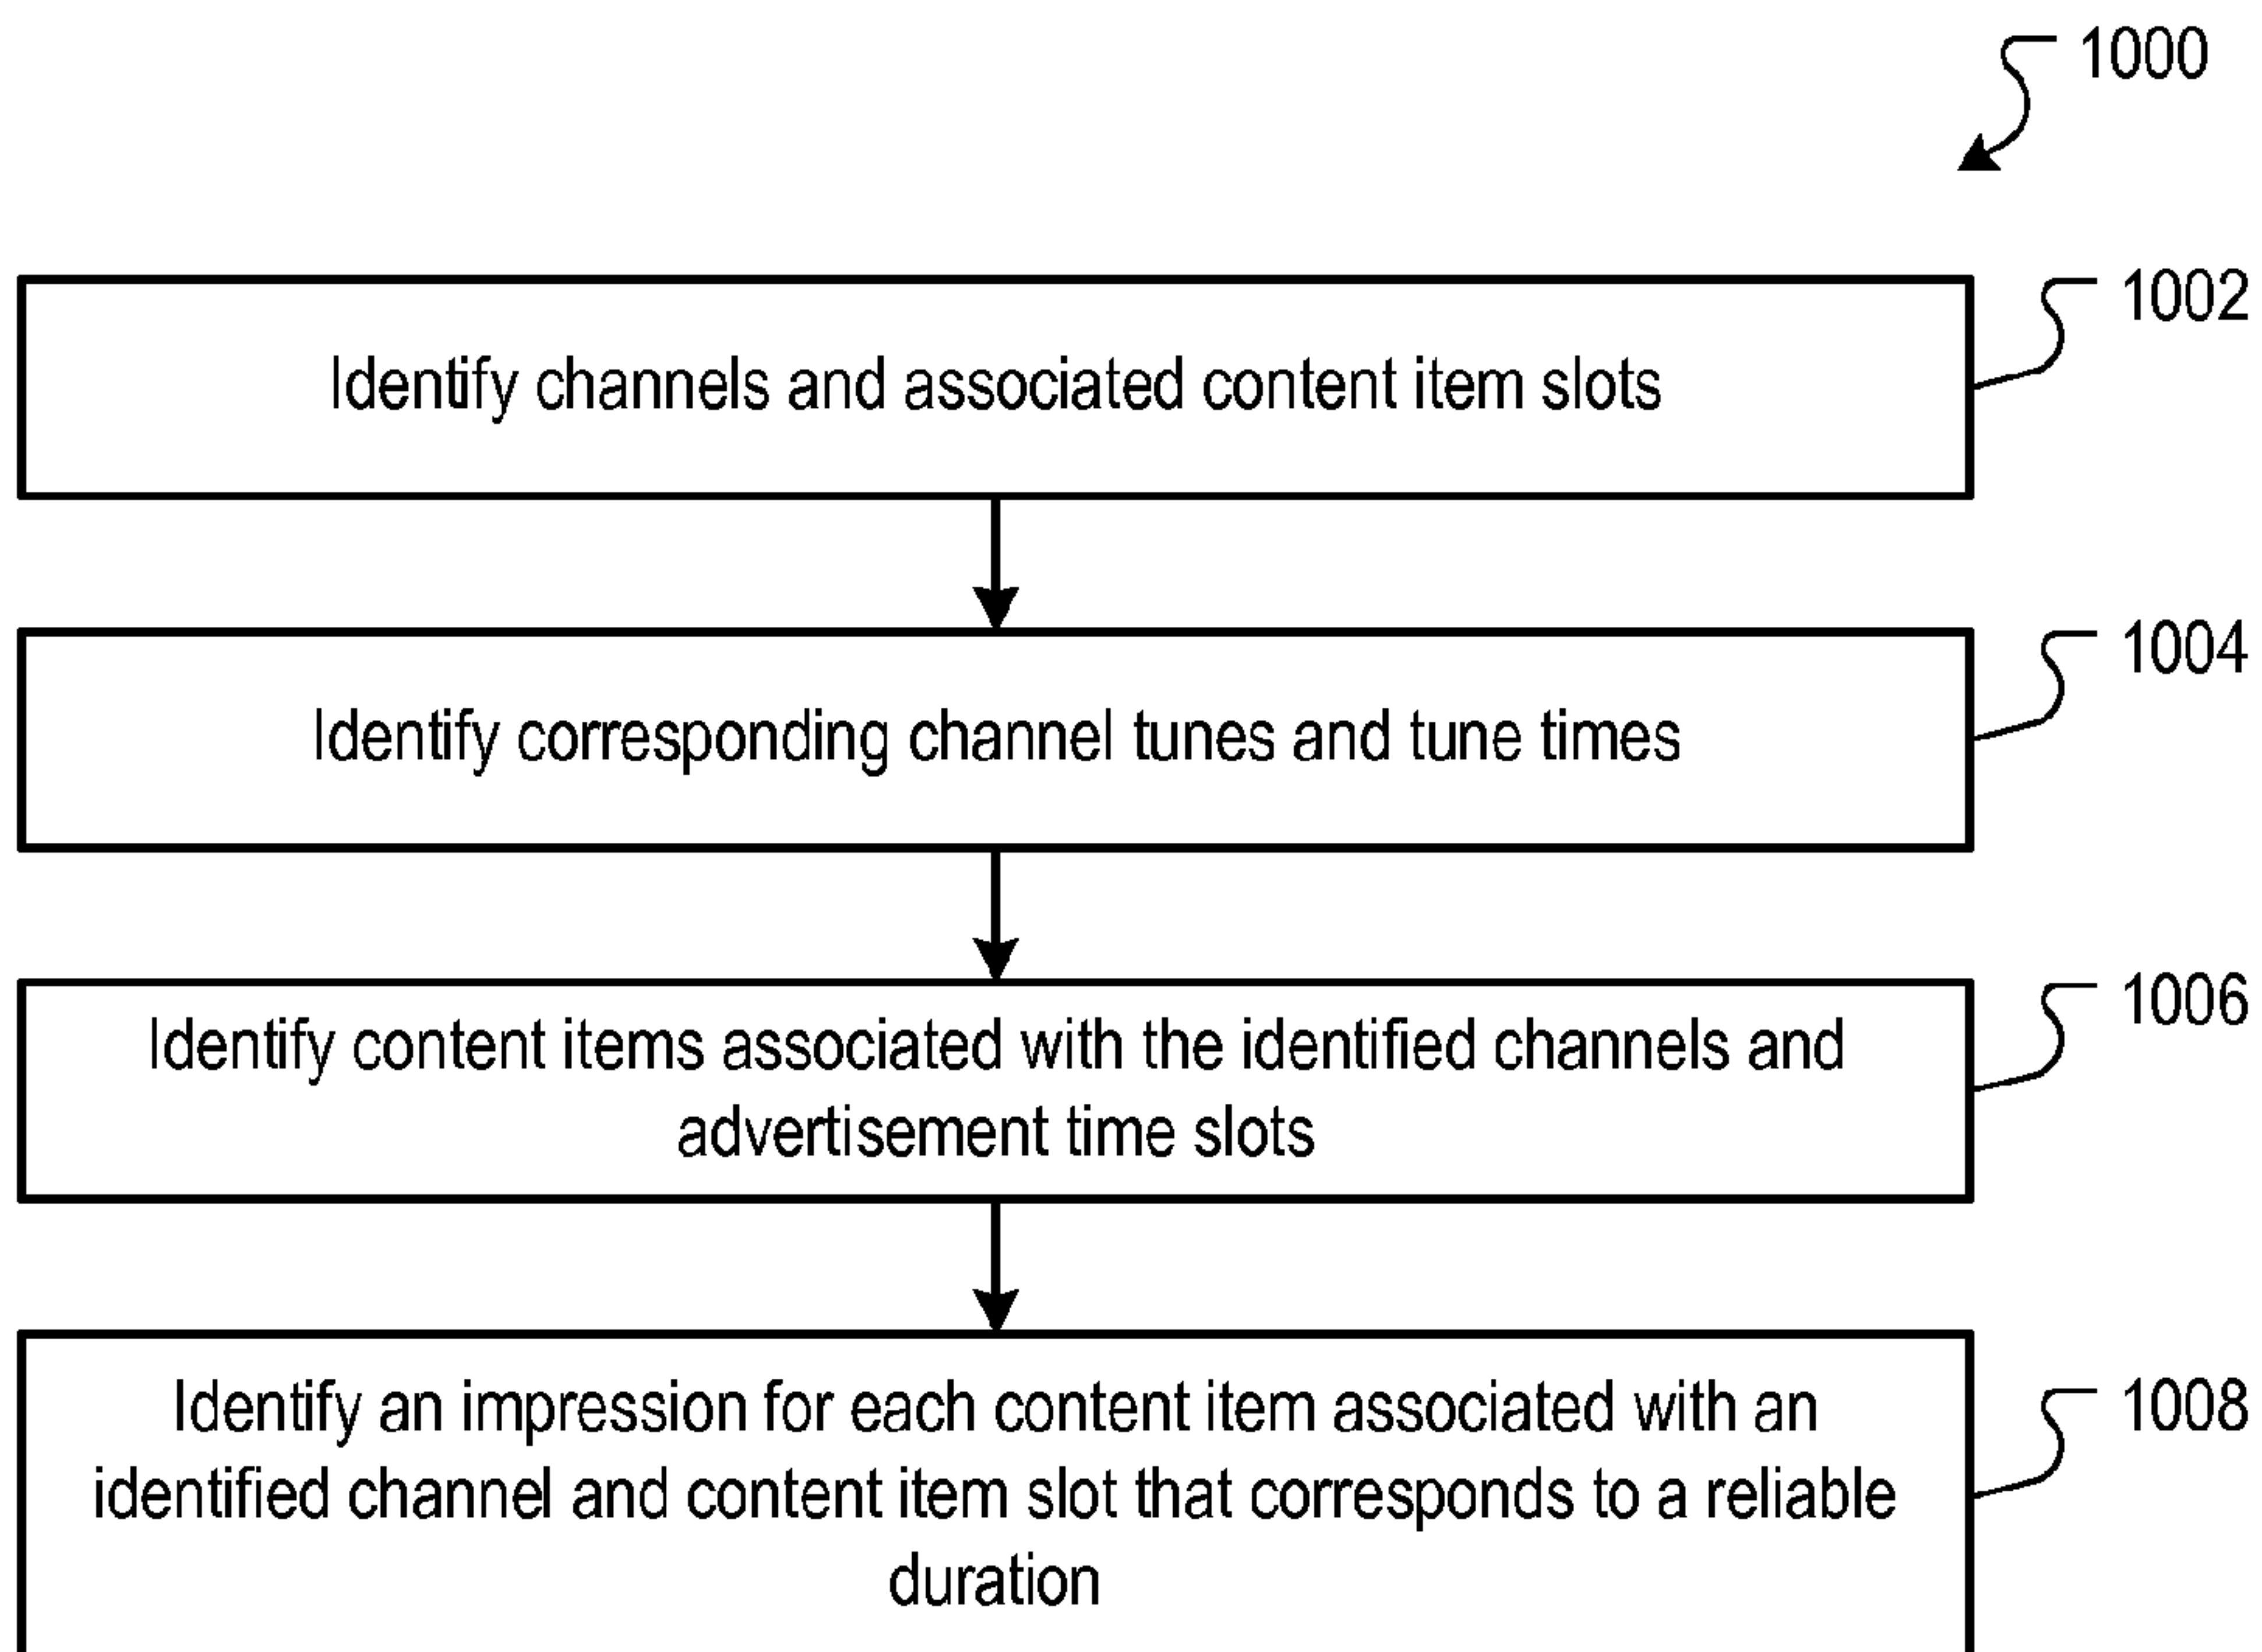 1000
1002
Identify channels and associated content item slots
1004
Identify corresponding channel tunes and tune times
1006
Identify content items associated with the identified channels and
advertisement time slots
1008
Identify an impression for each content item associated with an
identified channel and content item slot that corresponds to a reliable
duration